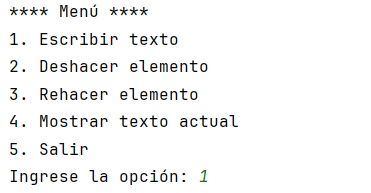 **** Menú ****
1. Escribir texto
2. Deshacer elemento
3. Rehacer elemento
4. Mostrar texto actual
5. Salir
Ingrese la opción: 1